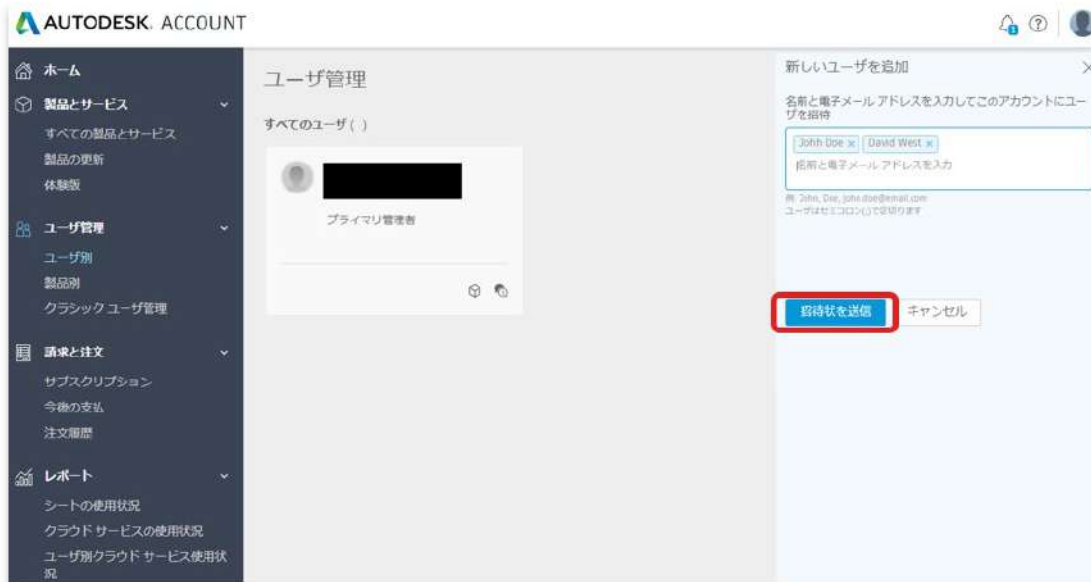 AUTODESK. ACCOUNT
ホーム
製品とサービス
すべての製品とサービス
製品の更新
体験版
ユーザ管理
ユーザ別
製品別
クラシック ユーザ管理
請求と注文
サブスクリプション
今後の支払
注文履歴
レポート
シートの使用状況
クラウド サービスの使用状況
ユーザ別クラウド サービス使用状
況
ユーザ管理
すべてのユーザ ( )
プライマリ管理者
新しいユーザを追加
名前と電子メール アドレスを入力してこのアカウントにユー
ザを招待
John Doe × David West ×
名前と電子メール アドレスを入力
例: John, Doe, john.doe@email.com
ユーザはセミコロン(;)で区切ります
招待状を送信 キャンセル